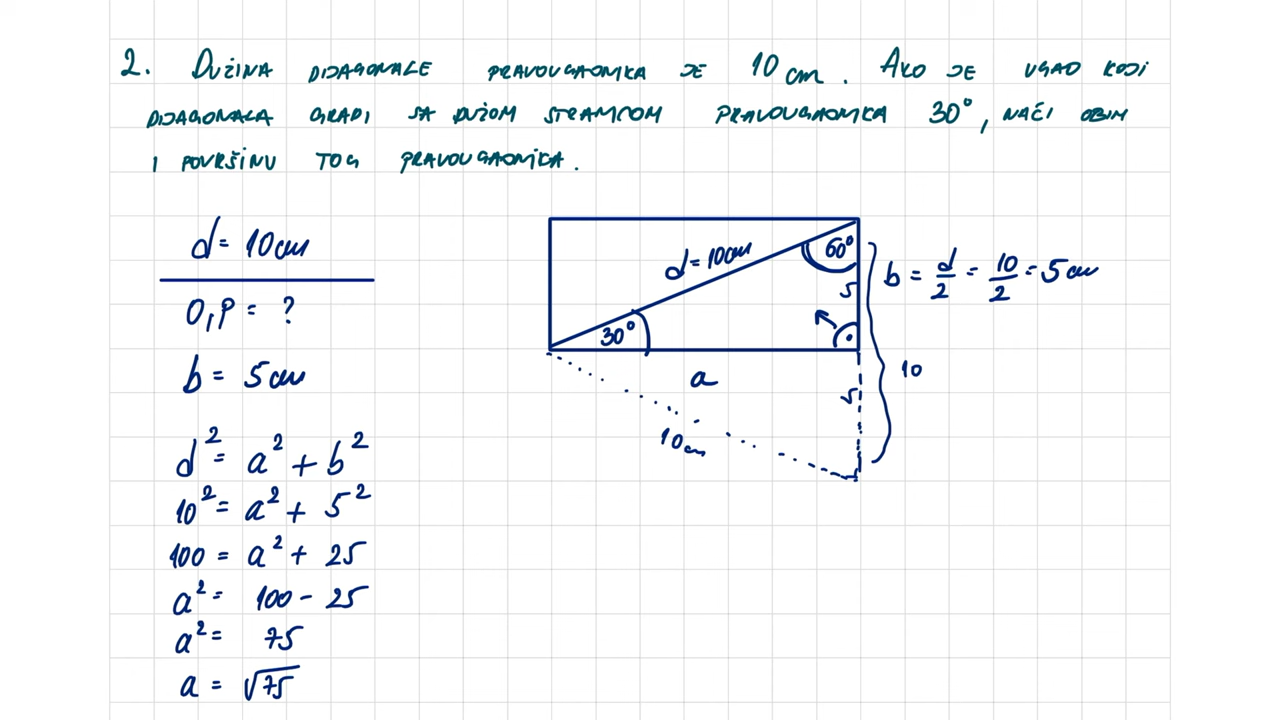 2. DUŽINA DIJAGONALE PRAVOUGAONIKA JE 10 cm. AKO JE UGAO KOJI
DIJAGONALA GRADI SA DUŽOM STRANICOM PRAVOUGAONIKA 30°, NAĆI OBIM
I POVRŠINU TOG PRAVOUGAONIKA.
d = 10cm
O, P = ?
b = 5cm
d² = a² + b²
10² = a² + 5²
100 = a² + 25
a² = 100 - 25
a² = 75
a = √75
d = 10cm
60°
30°
5
b = d/2 = 10/2 = 5cm
10
a
5
10cm